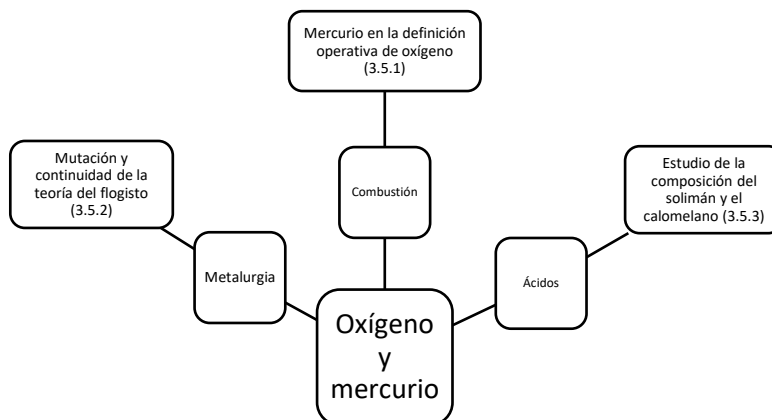 Mercurio en la definición
operativa de oxígeno
(3.5.1)
Mutación y
continuidad de la
teoría del flogisto
(3.5.2)
Combustión
Estudio de la
composición del
solimán y el
calomelano (3.5.3)
Metalurgia
Ácidos
Oxígeno
y
mercurio